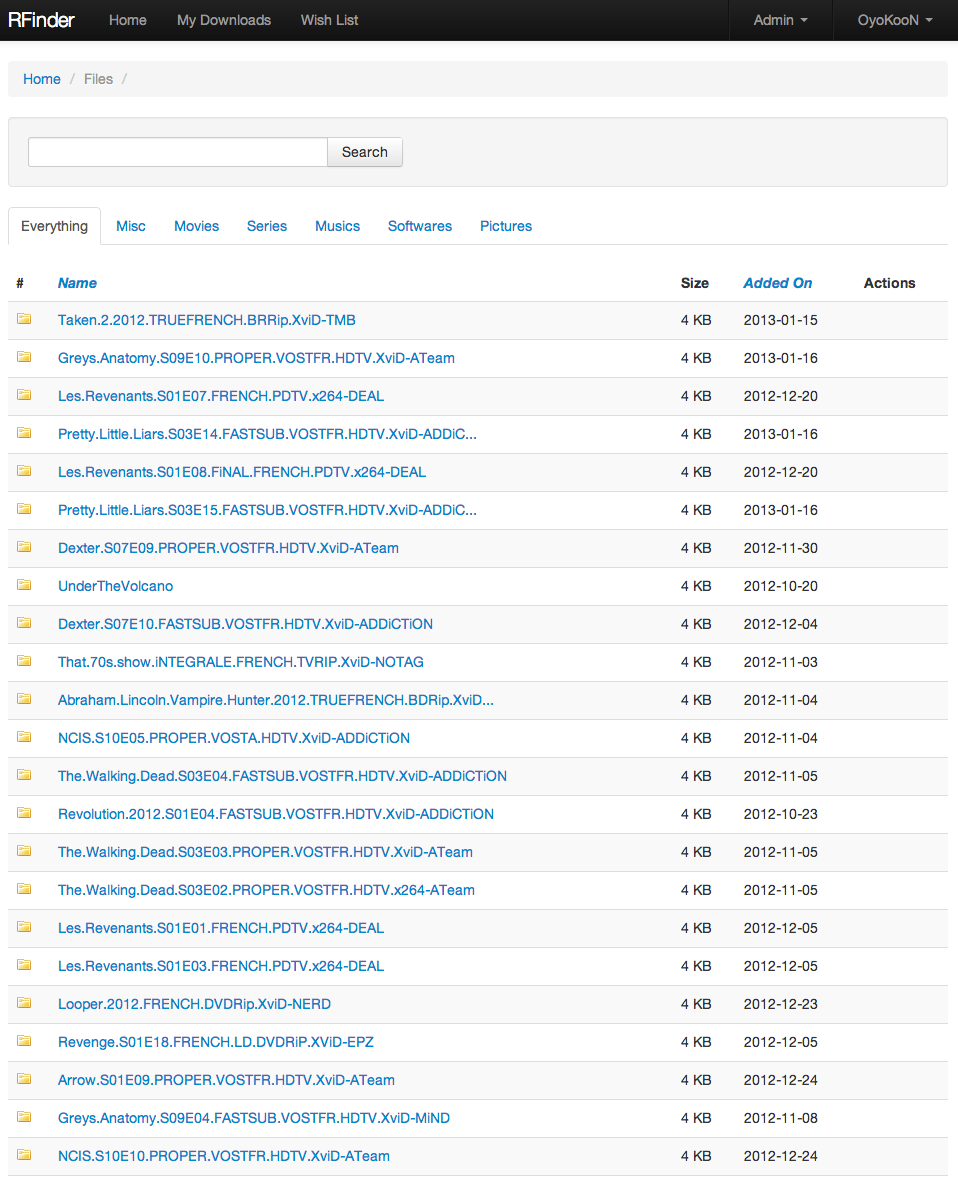 RFinder Home My Downloads Wish List Admin OyoKooN
Home / Files /
Search
Everything Misc Movies Series Musics Softwares Pictures
# Name Size Added On Actions
Taken.2.2012.TRUEFRENCH.BRRip.XviD-TMB 4 KB 2013-01-15
Greys.Anatomy.S09E10.PROPER.VOSTFR.HDTV.XviD-ATeam 4 KB 2013-01-16
Les.Revenants.S01E07.FRENCH.PDTV.x264-DEAL 4 KB 2012-12-20
Pretty.Little.Liars.S03E14.FASTSUB.VOSTFR.HDTV.XviD-ADDiC... 4 KB 2013-01-16
Les.Revenants.S01E08.FiNAL.FRENCH.PDTV.x264-DEAL 4 KB 2012-12-20
Pretty.Little.Liars.S03E15.FASTSUB.VOSTFR.HDTV.XviD-ADDiC... 4 KB 2013-01-16
Dexter.S07E09.PROPER.VOSTFR.HDTV.XviD-ATeam 4 KB 2012-11-30
UnderTheVolcano 4 KB 2012-10-20
Dexter.S07E10.FASTSUB.VOSTFR.HDTV.XviD-ADDiCTiON 4 KB 2012-12-04
That.70s.show.iNTEGRALE.FRENCH.TVRIP.XviD-NOTAG 4 KB 2012-11-03
Abraham.Lincoln.Vampire.Hunter.2012.TRUEFRENCH.BDRip.XviD... 4 KB 2012-11-04
NCIS.S10E05.PROPER.VOSTA.HDTV.XviD-ADDiCTiON 4 KB 2012-11-04
The.Walking.Dead.S03E04.FASTSUB.VOSTFR.HDTV.XviD-ADDiCTiON 4 KB 2012-11-05
Revolution.2012.S01E04.FASTSUB.VOSTFR.HDTV.XviD-ADDiCTiON 4 KB 2012-10-23
The.Walking.Dead.S03E03.PROPER.VOSTFR.HDTV.XviD-ATeam 4 KB 2012-11-05
The.Walking.Dead.S03E02.PROPER.VOSTFR.HDTV.x264-ATeam 4 KB 2012-11-05
Les.Revenants.S01E01.FRENCH.PDTV.x264-DEAL 4 KB 2012-12-05
Les.Revenants.S01E03.FRENCH.PDTV.x264-DEAL 4 KB 2012-12-05
Looper.2012.FRENCH.DVDRip.XviD-NERD 4 KB 2012-12-23
Revenge.S01E18.FRENCH.LD.DVDRiP.XViD-EPZ 4 KB 2012-12-05
Arrow.S01E09.PROPER.VOSTFR.HDTV.XviD-ATeam 4 KB 2012-12-24
Greys.Anatomy.S09E04.FASTSUB.VOSTFR.HDTV.XviD-MiND 4 KB 2012-11-08
NCIS.S10E10.PROPER.VOSTFR.HDTV.XviD-ATeam 4 KB 2012-12-24